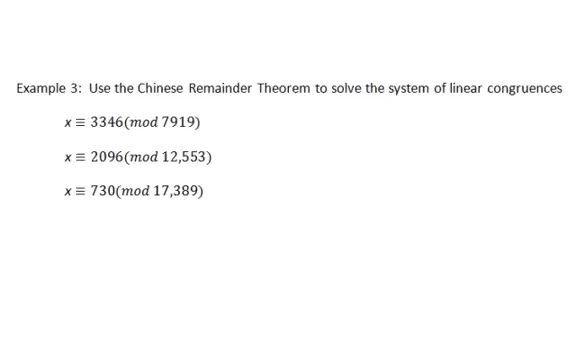 Example 3: Use the Chinese Remainder Theorem to solve the system of linear congruences
x ≡ 3346(mod 7919)
x ≡ 2096(mod 12,553)
x ≡ 730(mod 17,389)